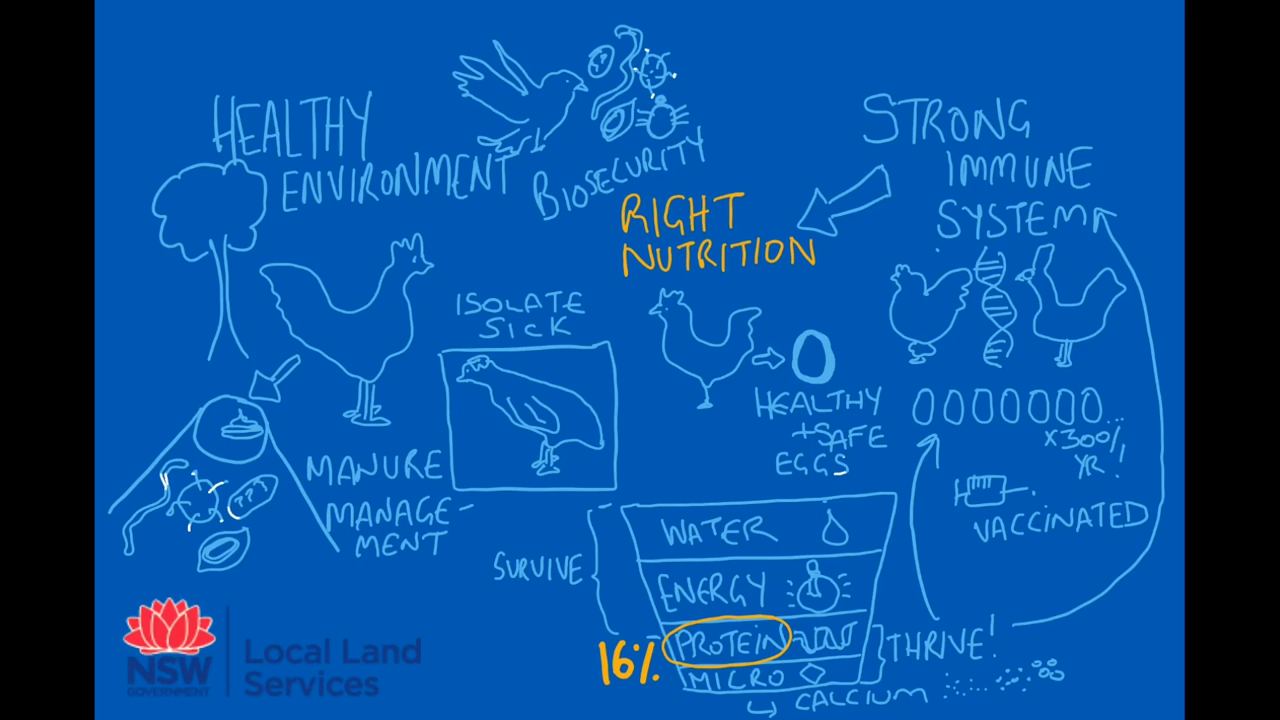 HEALTHY
ENVIRONMENT
BIOSECURITY
STRONG
IMMUNE
SYSTEM
RIGHT
NUTRITION
ISOLATE
SICK
HEALTHY
+ SAFE
EGGS
x300%/
YR!
VACCINATED
MANURE
MANAGE-
MENT
SURVIVE
WATER
ENERGY
16%
PROTEIN
MICRO
THRIVE!
CALCIUM
???
NSW
GOVERNMENT
Local Land
Services